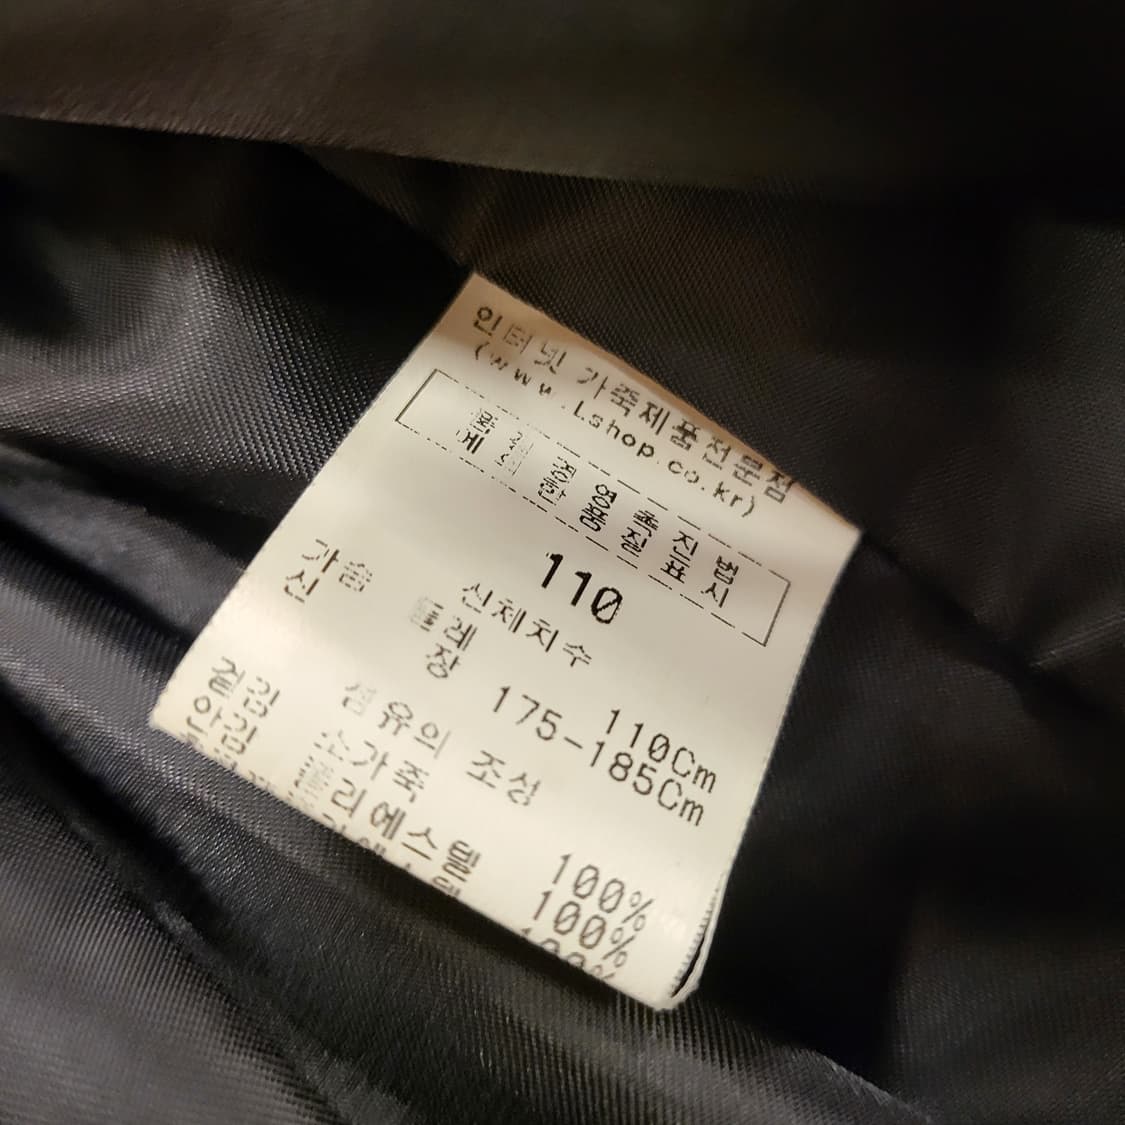 인터넷 가죽제품전문점
(www.Lshop.co.kr)
품질경영촉진법
에 의한 품질표시
110
신체치수
가슴둘레 110Cm
신장 175-185Cm
섬유의 조성
겉감 소가죽 100%
안감 폴리에스텔 100%
100%